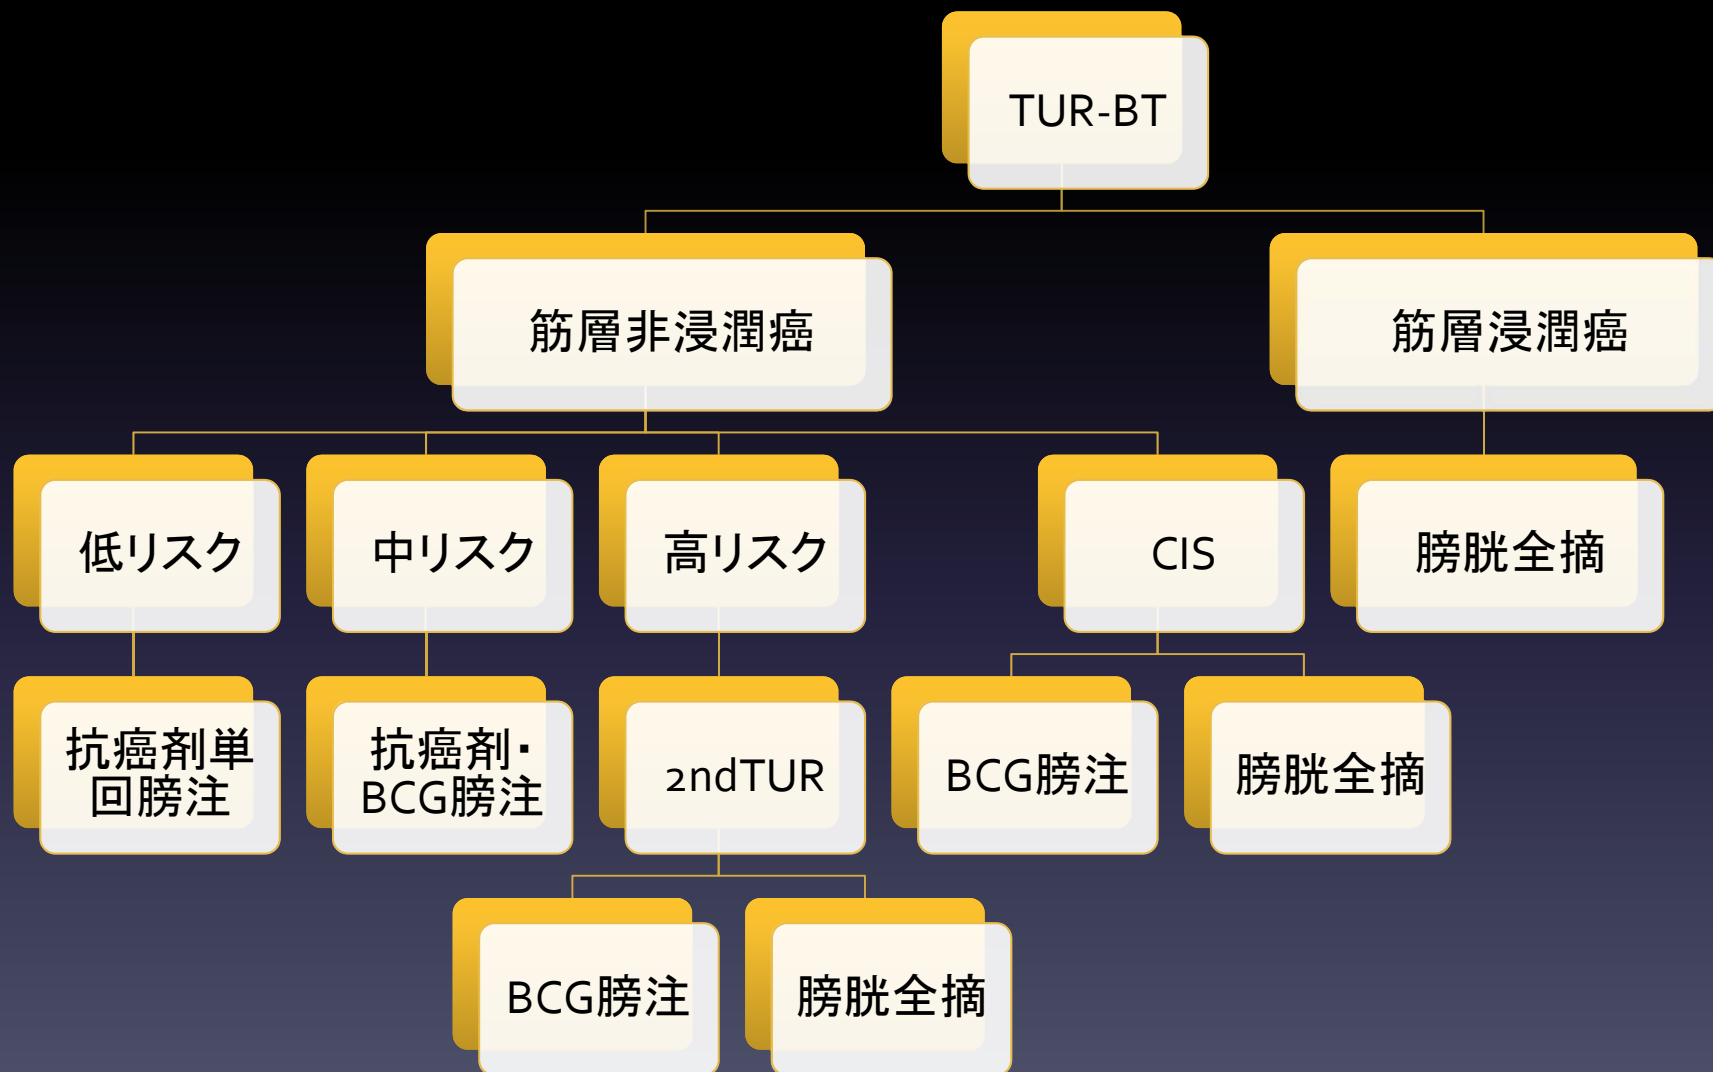 TUR-BT
筋層非浸潤癌
筋層浸潤癌
低リスク
中リスク
高リスク
CIS
膀胱全摘
抗癌剤単
回膀注
抗癌剤・
BCG膀注
2ndTUR
BCG膀注
膀胱全摘
BCG膀注
膀胱全摘